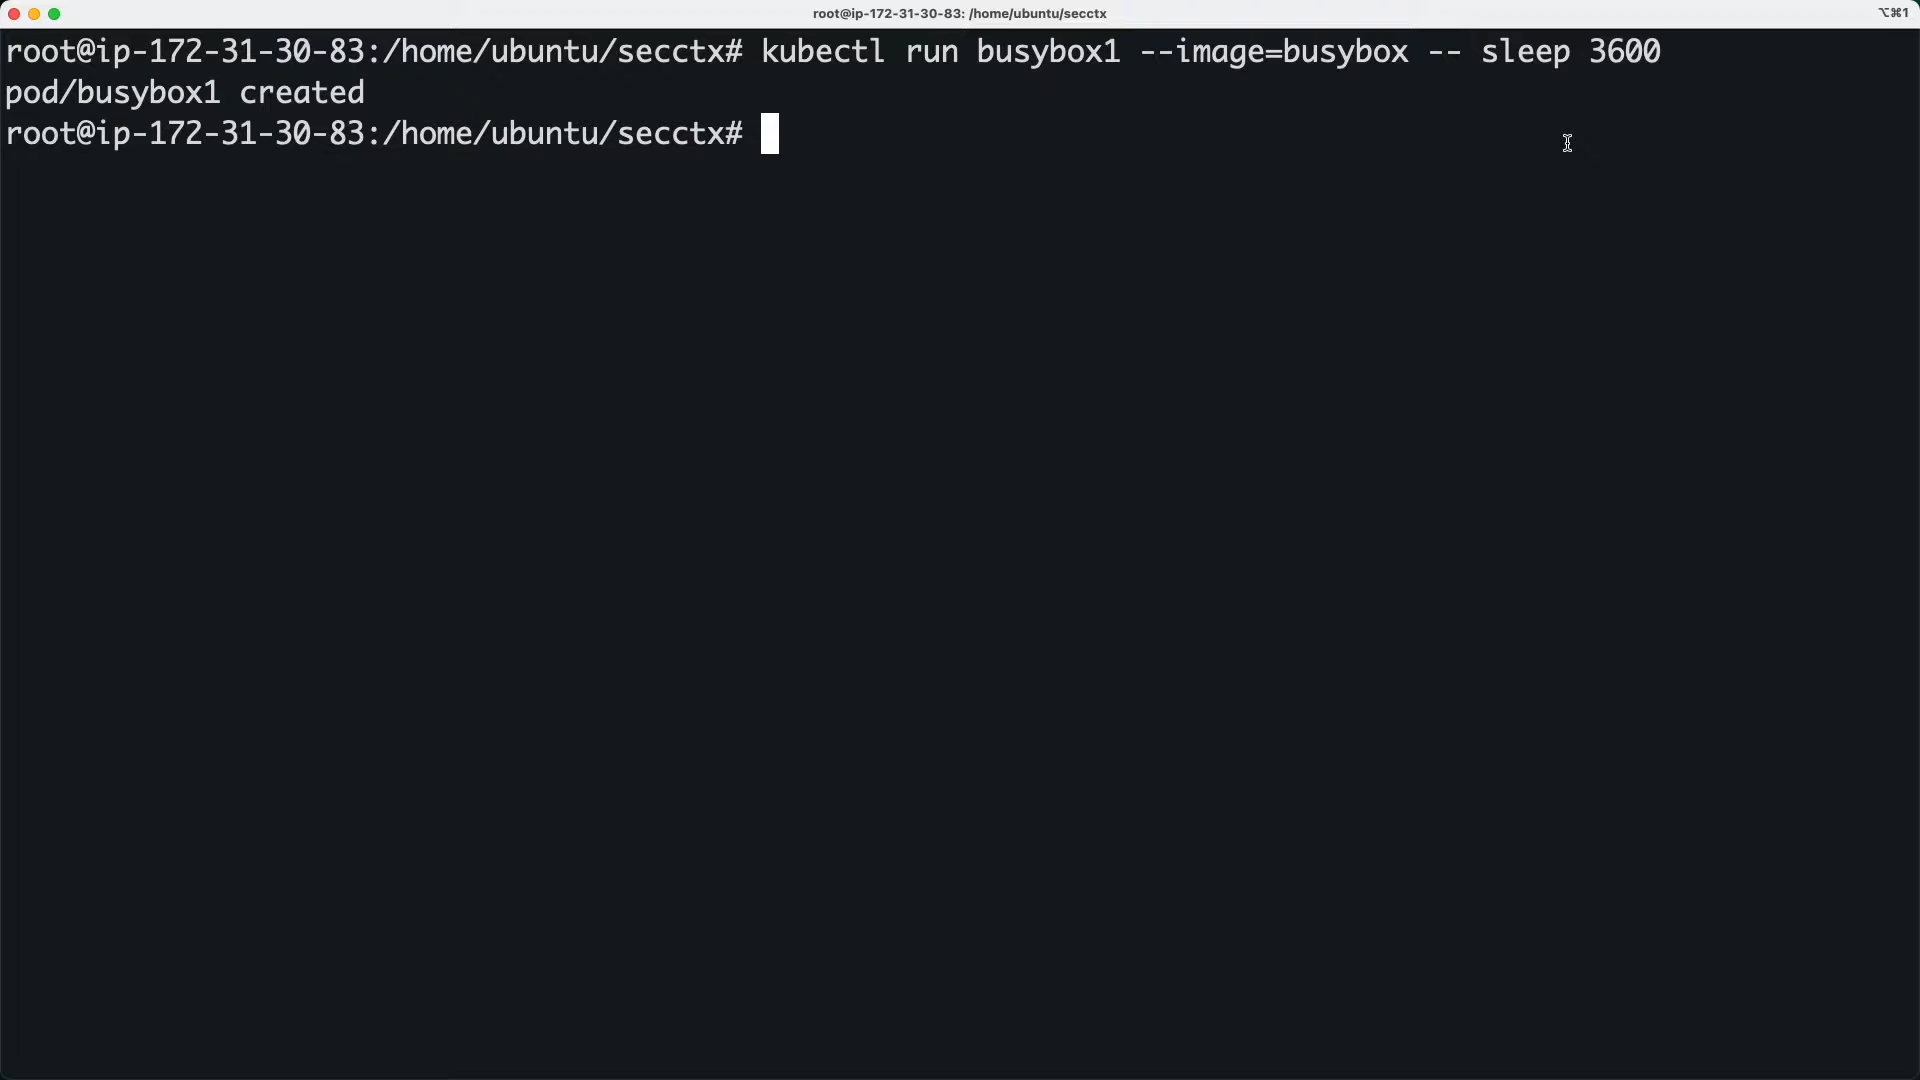 root@ip-172-31-30-83: /home/ubuntu/secctx
⌥⌘1
root@ip-172-31-30-83:/home/ubuntu/secctx# kubectl run busybox1 --image=busybox -- sleep 3600
pod/busybox1 created
root@ip-172-31-30-83:/home/ubuntu/secctx#